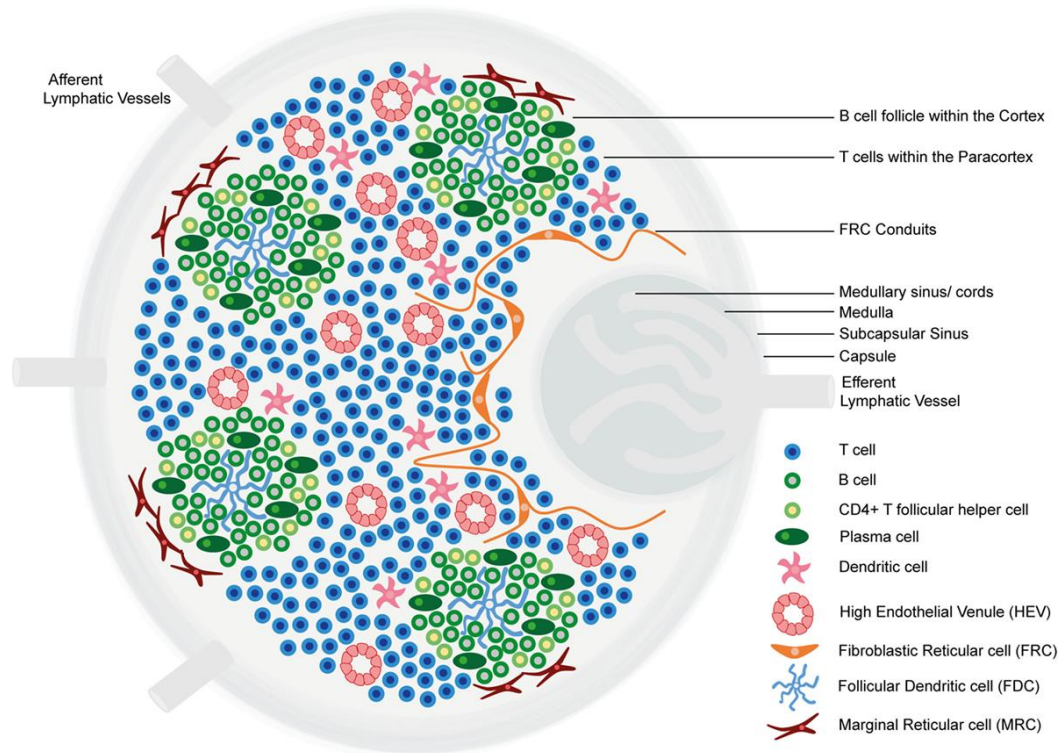 Afferent
Lymphatic Vessels
B cell follicle within the Cortex
T cells within the Paracortex
FRC Conduits
Medullary sinus/ cords
Medulla
Subcapsular Sinus
Capsule
Efferent
Lymphatic Vessel
T cell
B cell
CD4+ T follicular helper cell
Plasma cell
Dendritic cell
High Endothelial Venule (HEV)
Fibroblastic Reticular cell (FRC)
Follicular Dendritic cell (FDC)
Marginal Reticular cell (MRC)